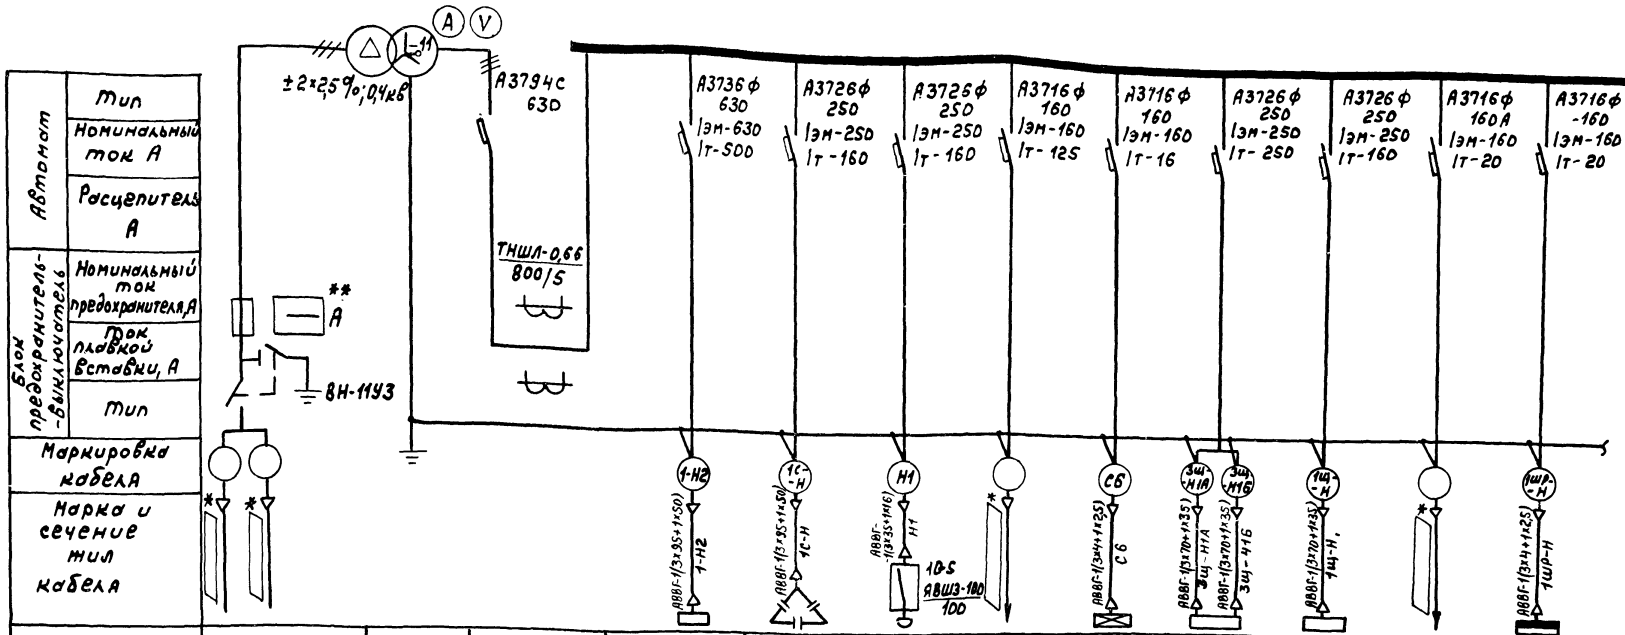 Автомат
Тип
Номинальный
ток А
Расцепитель
А
Блок
предохранитель-
-выключатель
Номинальный
ток
предохранителя,А
Ток
плавкой
вставки, А
Тип
Маркировка
кабеля
Марка и
сечение
жил
кабеля
А
V
-11
±2×2,5%; 0,4кв
**
А
ВН-11У3
*
*
А3794С
630
ТНШЛ-0,66
800/5
А3736ф
630
Iэм-630
Iт-500
А3726ф
250
Iэм-250
Iт-160
А3726ф
250
Iэм-250
Iт-160
А3716ф
160
Iэм-160
Iт-125
А3716ф
160
Iэм-160
Iт-16
А3726ф
250
Iэм-250
Iт-250
А3726ф
250
Iэм-250
Iт-160
А3716ф
160А
Iэм-160
Iт-20
А3716ф
-160
Iэм-160
Iт-20
1-Н2
АВВГ-1(3×95+1×50)
1-Н2
1С-
-Н
АВВГ-1(3×95+1×50)
1С-Н
Н1
АВВГ-
-1(3×35+1×16)
Н1
ЯВШ3-100
100
*
С6
АВВГ-1(3×4+1×2,5)
С6
3щ-
-Н1А
АВВГ-1(3×70+1×35)
3щ-Н1А
3щ-
-Н1Б
АВВГ-1(3×70+1×35)
3щ-Н1Б
1щ-
-Н
АВВГ-1(3×70+1×35)
1щ-Н
*
1шр-
-Н
АВВГ-1(3×4+1×2,5)
1шр-Н